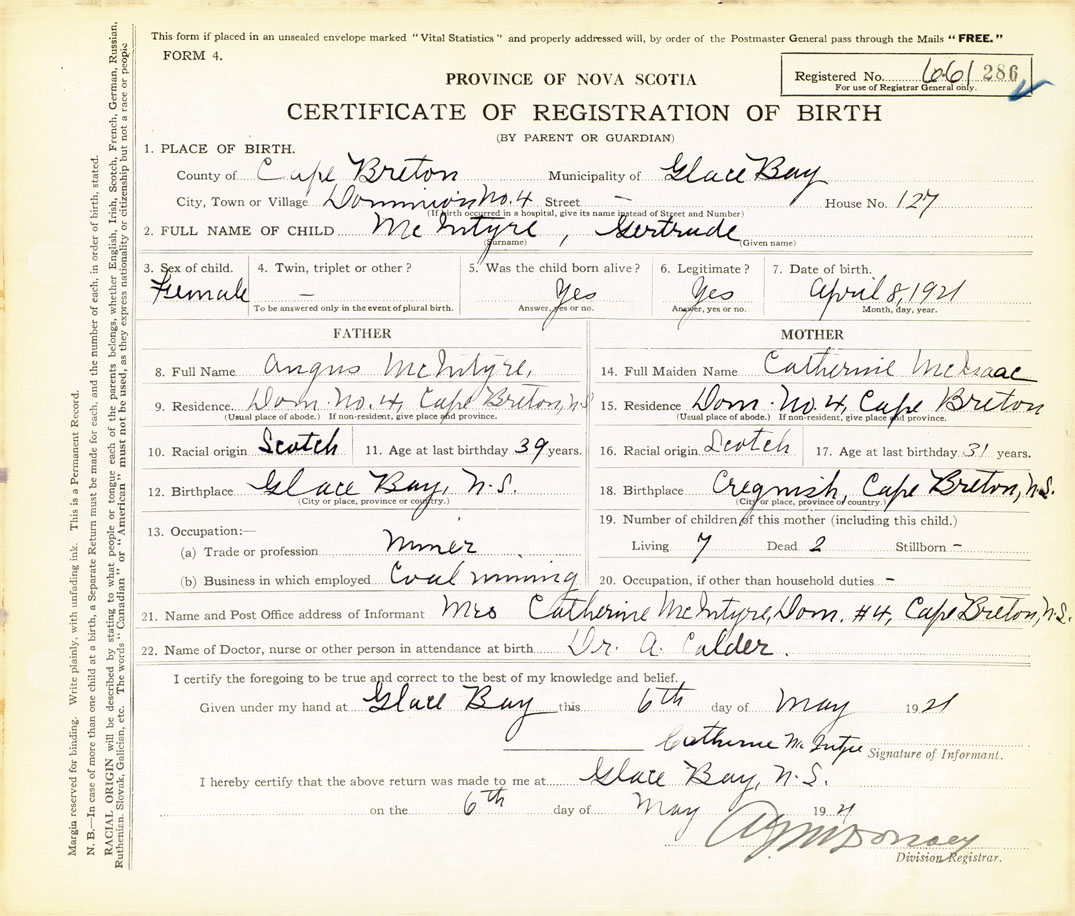 This form if placed in an unsealed envelope marked "Vital Statistics" and properly addressed will, by order of the Postmaster General pass through the Mails "FREE."
FORM 4.
Registered No. 661 286
For use of Registrar General only.
PROVINCE OF NOVA SCOTIA
CERTIFICATE OF REGISTRATION OF BIRTH
(BY PARENT OR GUARDIAN)
1. PLACE OF BIRTH.
County of Cape Breton Municipality of Glace Bay
City, Town or Village Dominion No. 4 Street – House No. 127
(If birth occurred in a hospital, give its name instead of Street and Number)
2. FULL NAME OF CHILD McIntyre, Gertrude
(Surname) (Given name)
3. Sex of child. 4. Twin, triplet or other? 5. Was the child born alive? 6. Legitimate? 7. Date of birth.
Female – Yes Yes April 8, 1921
To be answered only in the event of plural birth. Answer, yes or no. Answer, yes or no. Month, day, year.
FATHER MOTHER
8. Full Name Angus McIntyre, 14. Full Maiden Name Catherine McIsaac
9. Residence Dom. No. 4, Cape Breton, N.S 15. Residence Dom. No. 4, Cape Breton
(Usual place of abode.) If non-resident, give place and province. (Usual place of abode.) If non-resident, give place and province.
10. Racial origin Scotch 11. Age at last birthday 39 years. 16. Racial origin Scotch 17. Age at last birthday 31 years.
12. Birthplace Glace Bay, N.S. 18. Birthplace Cregnish, Cape Breton, N.S.
(City or place, province or country.) (City or place, province or country.)
13. Occupation:— 19. Number of children of this mother (including this child.)
(a) Trade or profession Miner Living 7 Dead 2 Stillborn –
(b) Business in which employed Coal mining 20. Occupation, if other than household duties –
21. Name and Post Office address of Informant Mrs Catherine McIntyre, Dom. #4, Cape Breton, N.S.
22. Name of Doctor, nurse or other person in attendance at birth Dr. A. Calder.
I certify the foregoing to be true and correct to the best of my knowledge and belief.
Given under my hand at Glace Bay this 6th day of May 1921
Catherine McIntyre Signature of Informant.
I hereby certify that the above return was made to me at Glace Bay, N.S.
on the 6th day of May 1921
Division Registrar.
Margin reserved for binding. Write plainly, with unfading ink. This is a Permanent Record.
N. B.—In case of more than one child at a birth, a Separate Return must be made for each, and the number of each, in order of birth, stated.
RACIAL ORIGIN will be described by stating to what people or tongue each of the parents belongs, whether English, Irish, Scotch, French, German, Russian,
Ruthenian, Slovak, Galician, etc. The words "Canadian" or "American" must not be used, as they express nationality or citizenship but not a race or people